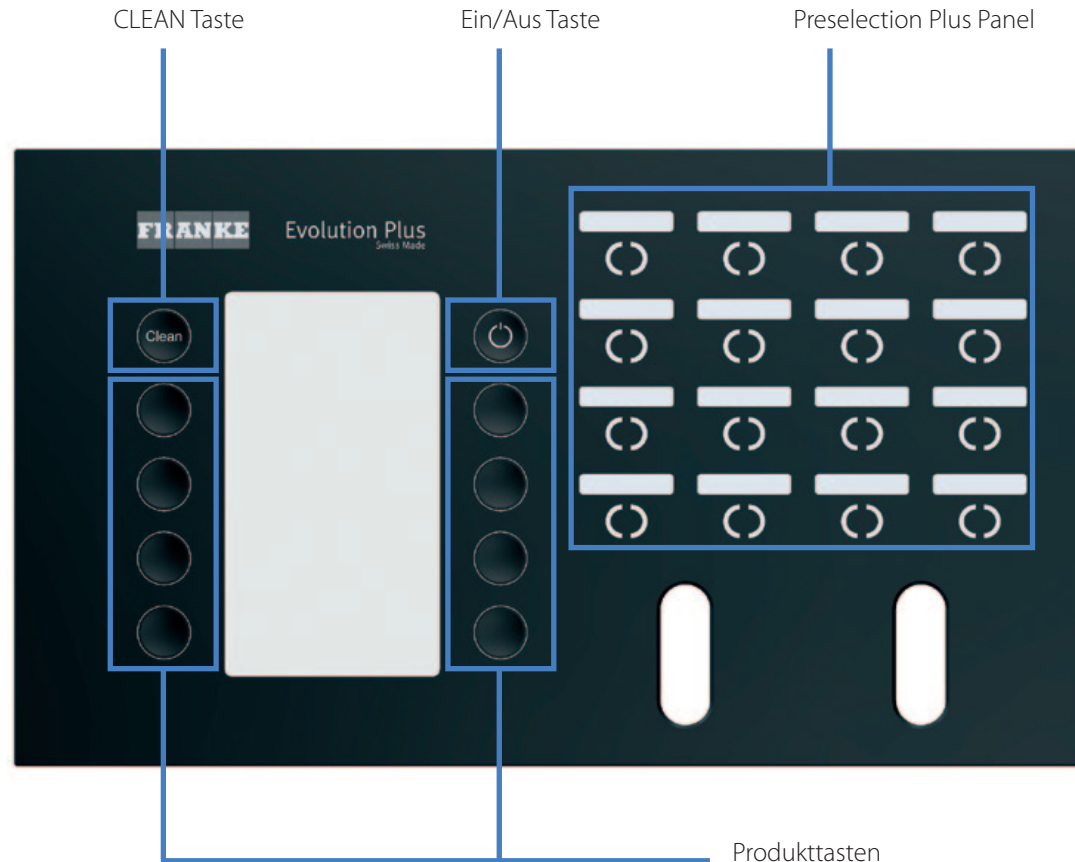 CLEAN Taste
Ein/Aus Taste
Preselection Plus Panel
FRANKE
Evolution Plus
Swiss Made
Clean
Produkttasten